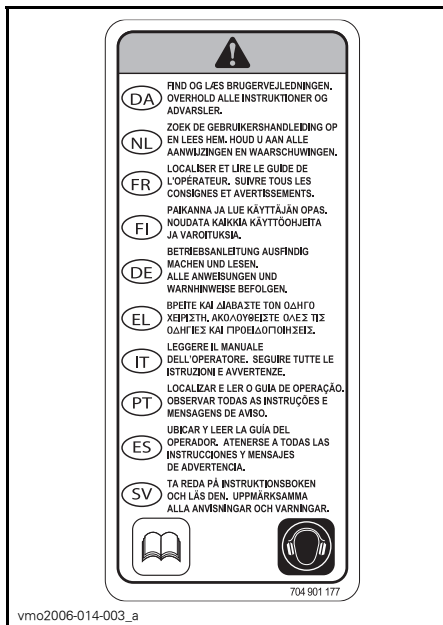 DA
FIND OG LÆS BRUGERVEJLEDNINGEN.
OVERHOLD ALLE INSTRUKTIONER OG
ADVARSLER.
NL
ZOEK DE GEBRUIKERSHANDLEIDING OP
EN LEES HEM. HOUD U AAN ALLE
AANWIJZINGEN EN WAARSCHUWINGEN.
FR
LOCALISER ET LIRE LE GUIDE DE
L'OPÉRATEUR. SUIVRE TOUS LES
CONSIGNES ET AVERTISSEMENTS.
FI
PAIKANNA JA LUE KÄYTTÄJÄN OPAS.
NOUDATA KAIKKIA KÄYTTÖOHJEITA
JA VAROITUKSIA.
DE
BETRIEBSANLEITUNG AUSFINDIG
MACHEN UND LESEN.
ALLE ANWEISUNGEN UND
WARNHINWEISE BEFOLGEN.
EL
ΒΡΕΙΤΕ ΚΑΙ ΔΙΑΒΑΣΤΕ ΤΟΝ ΟΔΗΓΟ
ΧΕΙΡΙΣΤΗ. ΑΚΟΛΟΥΘΕΙΣΤΕ ΟΛΕΣ ΤΙΣ
ΟΔΗΓΙΕΣ ΚΑΙ ΠΡΟΕΙΔΟΠΟΙΗΣΕΙΣ.
IT
LEGGERE IL MANUALE
DELL'OPERATORE. SEGUIRE TUTTE LE
ISTRUZIONI E AVVERTENZE.
PT
LOCALIZAR E LER O GUIA DE OPERAÇÃO.
OBSERVAR TODAS AS INSTRUÇÕES E
MENSAGENS DE AVISO.
ES
UBICAR Y LEER LA GUÍA DEL
OPERADOR. ATENERSE A TODAS LAS
INSTRUCCIONES Y MENSAJES
DE ADVERTENCIA.
SV
TA REDA PÅ INSTRUKTIONSBOKEN
OCH LÄS DEN. UPPMÄRKSAMMA
ALLA ANVISNINGAR OCH VARNINGAR.
704 901 177
vmo2006-014-003_a